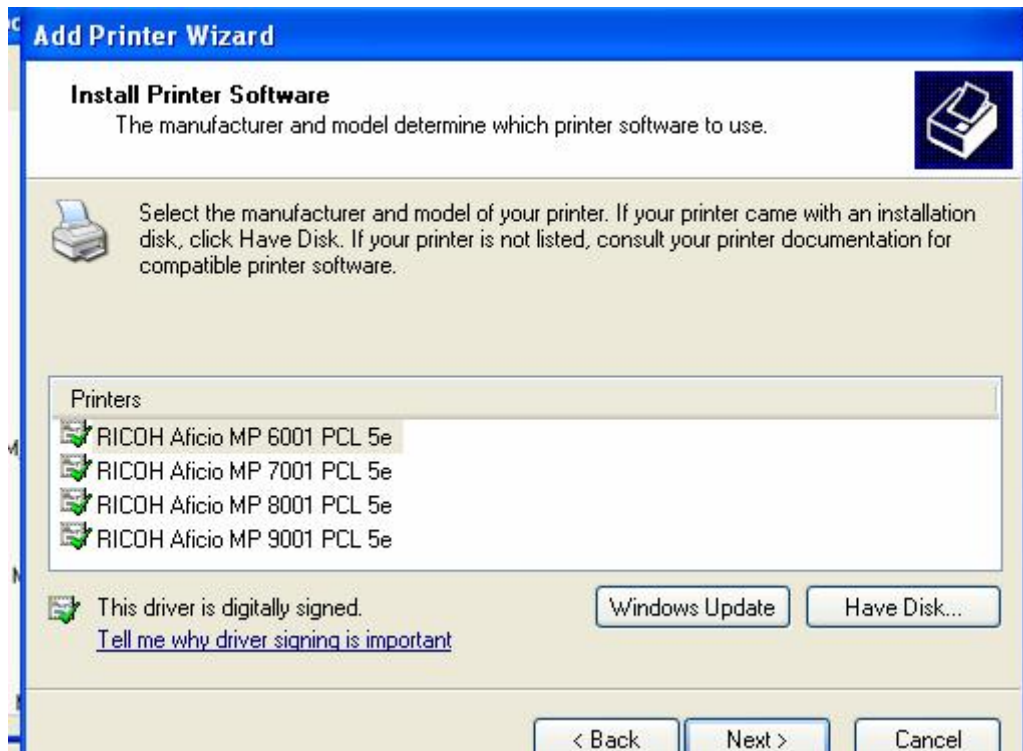 Add Printer Wizard
Install Printer Software
The manufacturer and model determine which printer software to use.
Select the manufacturer and model of your printer. If your printer came with an installation
disk, click Have Disk. If your printer is not listed, consult your printer documentation for
compatible printer software.
Printers
RICOH Aficio MP 6001 PCL 5e
RICOH Aficio MP 7001 PCL 5e
RICOH Aficio MP 8001 PCL 5e
RICOH Aficio MP 9001 PCL 5e
This driver is digitally signed.
Windows Update
Have Disk...
Tell me why driver signing is important
< Back
Next >
Cancel